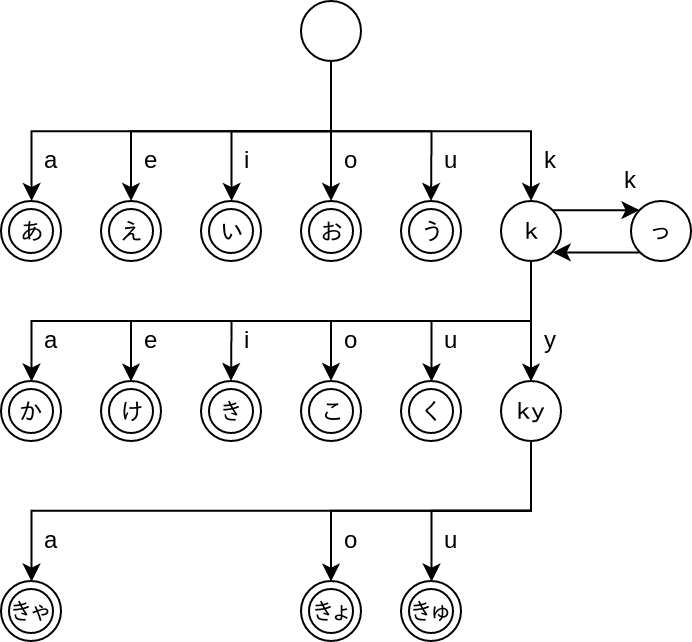 a e i o u k k
あ え い お う k っ
a e i o u y
か け き こ く ky
a o u
きゃ きょ きゅ